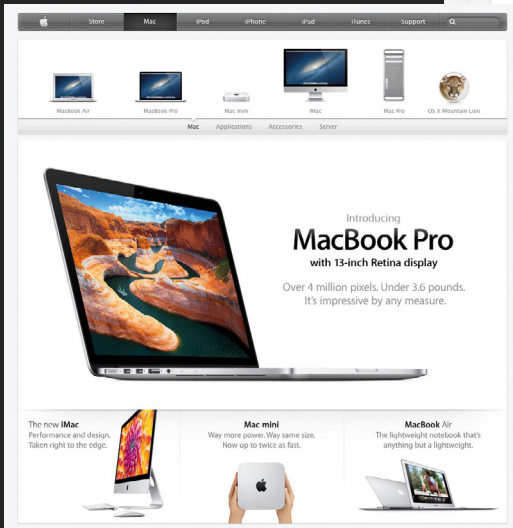 Store Mac iPod iPhone iPad iTunes Support
MacBook Air MacBook Pro Mac mini iMac Mac Pro OS X Mountain Lion
Mac Applications Accessories Server
Introducing
MacBook Pro
with 13-inch Retina display
Over 4 million pixels. Under 3.6 pounds.
It's impressive by any measure.
The new iMac
Performance and design.
Taken right to the edge.
Mac mini
Way more power. Way same size.
Now up to twice as fast.
MacBook Air
The lightweight notebook that's
anything but a lightweight.